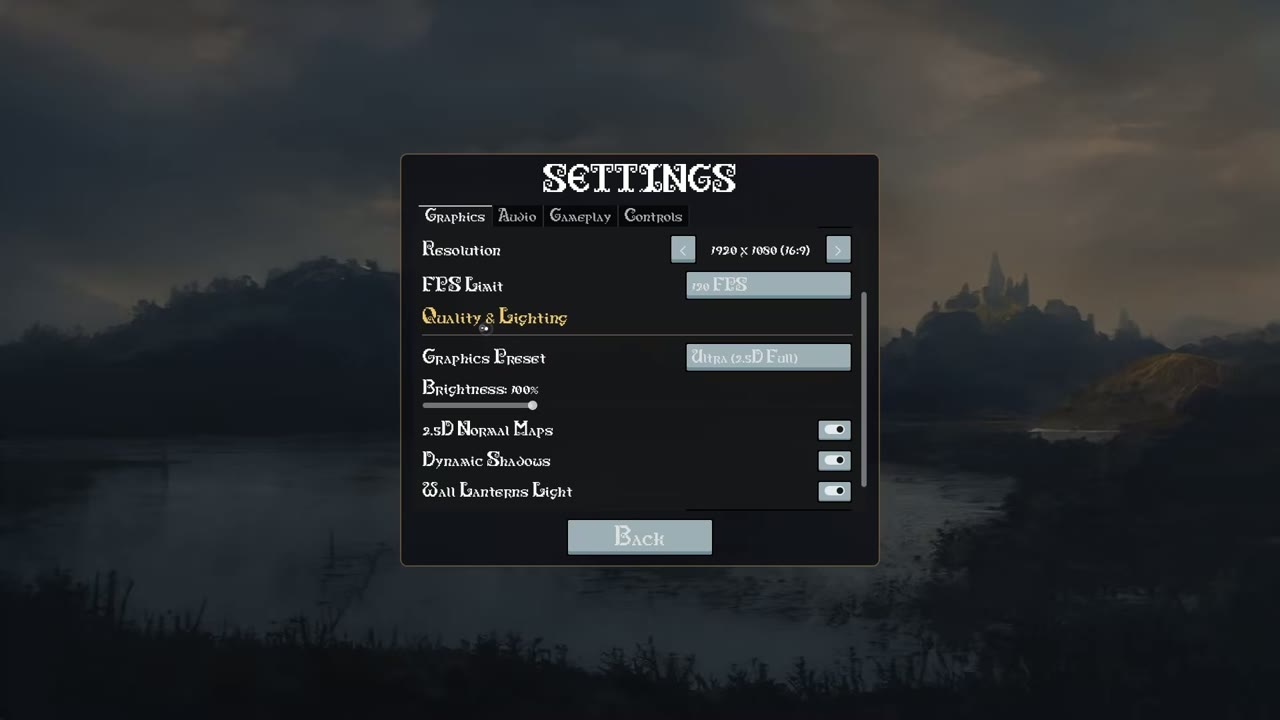 SETTINGS
Graphics Audio Gameplay Controls
Resolution < 1920 x 1080 (16:9) >
FPS Limit 120 FPS
Quality & Lighting
Graphics Preset Ultra (2.5D Full)
Brightness: 100%
2.5D Normal Maps
Dynamic Shadows
Wall Lanterns Light
Back